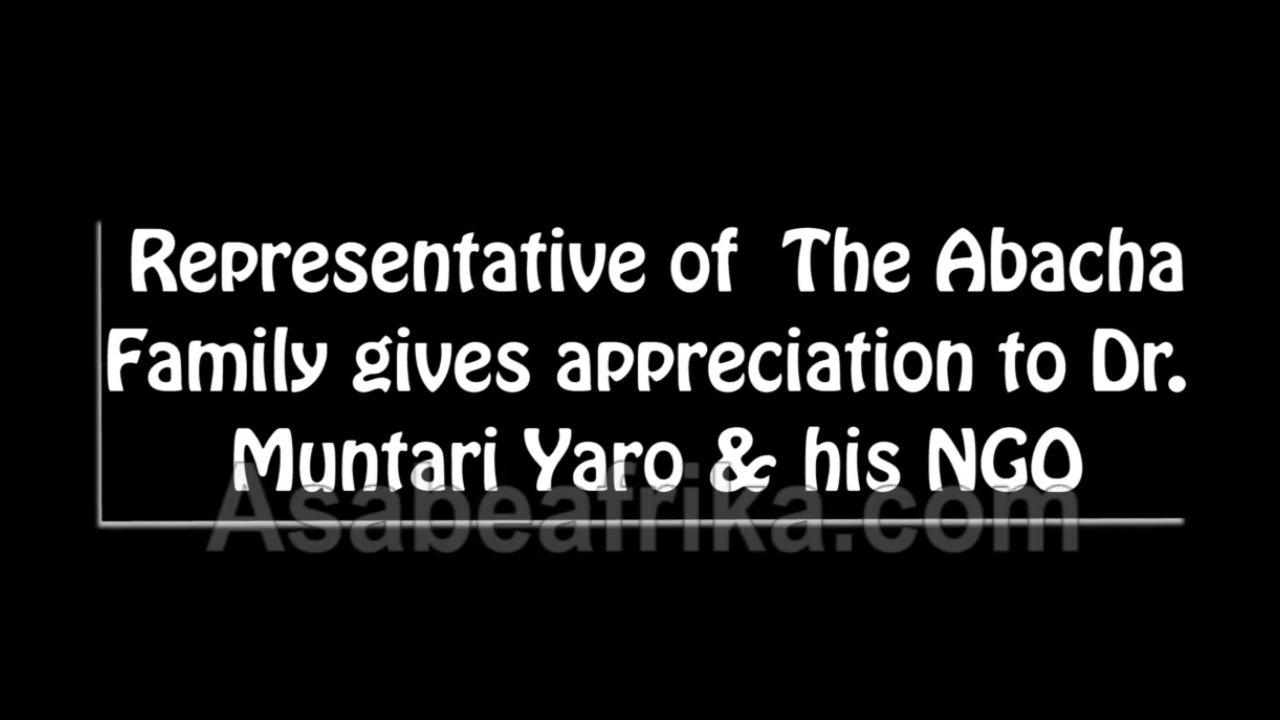 Representative of The Abacha
Family gives appreciation to Dr.
Muntari Yaro & his NGO
Asabeafrika.com